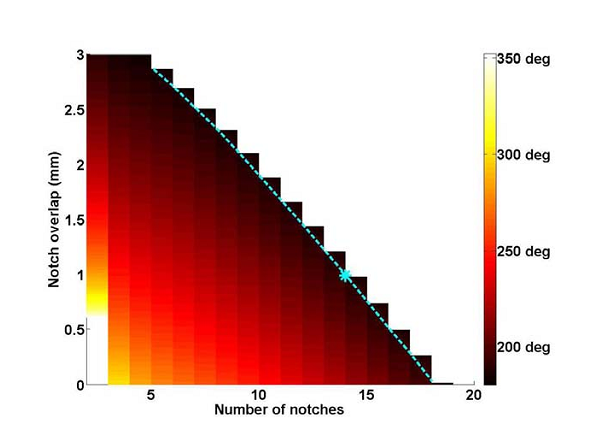 3
2.5
2
1.5
1
0.5
0
Notch overlap (mm)
5
10
15
20
Number of notches
350 deg
300 deg
250 deg
200 deg